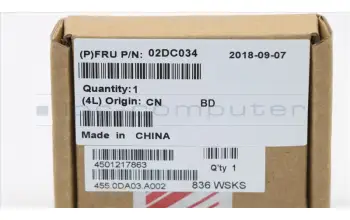 (P)FRU P/N: 02DC034 2018-09-07
Quantity:1
(4L) Origin: CN BD
Made in CHINA
4501217863 Q'ty 1
455.0DA03.A002 836 WSKS